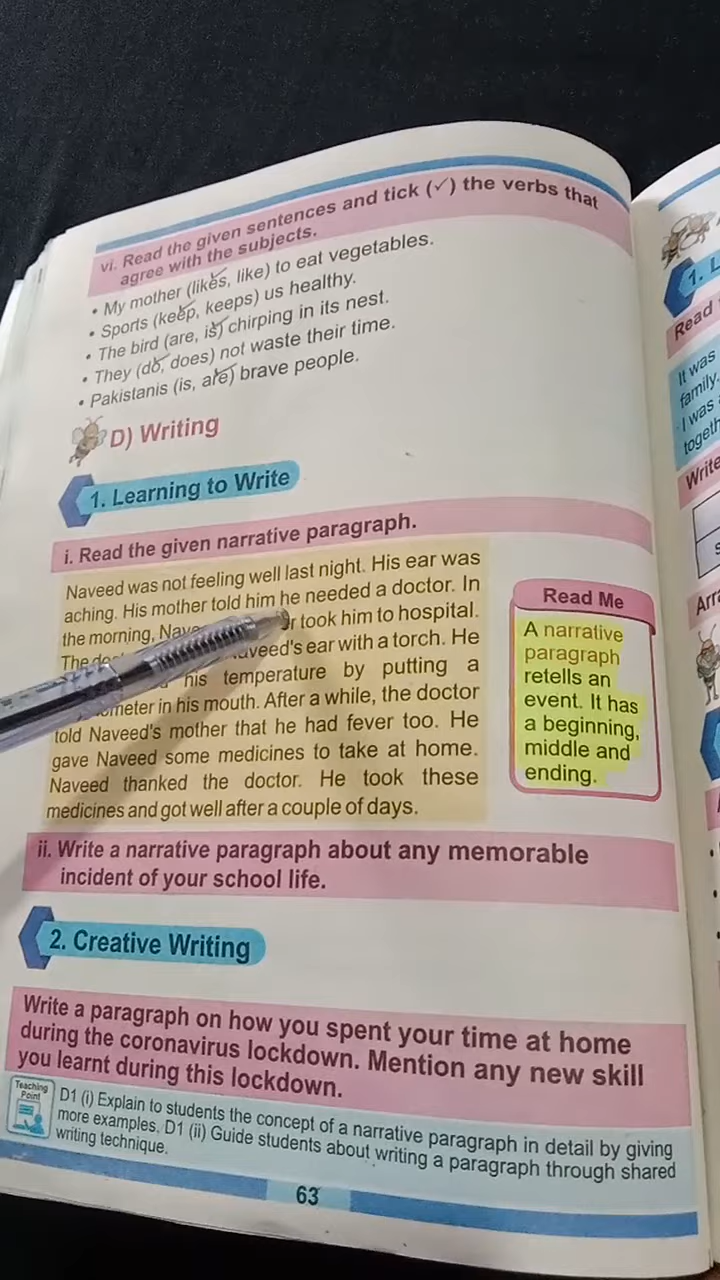 vi. Read the given sentences and tick (✓) the verbs that
agree with the subjects.
• My mother (likes, like) to eat vegetables.
• Sports (keep, keeps) us healthy.
• The bird (are, is) chirping in its nest.
• They (do, does) not waste their time.
• Pakistanis (is, are) brave people.
D) Writing
1. Learning to Write
i. Read the given narrative paragraph.
Naveed was not feeling well last night. His ear was
aching. His mother told him he needed a doctor. In
the morning, took him to hospital.
The ear with a torch. He
his temperature by putting a
in his mouth. After a while, the doctor
told Naveed's mother that he had fever too. He
gave Naveed some medicines to take at home.
Naveed thanked the doctor. He took these
medicines and got well after a couple of days.
Read Me
A narrative
paragraph
retells an
event. It has
a beginning,
middle and
ending.
ii. Write a narrative paragraph about any memorable
incident of your school life.
2. Creative Writing
Write a paragraph on how you spent your time at home
during the coronavirus lockdown. Mention any new skill
you learnt during this lockdown.
Teaching
Point
D1 (i) Explain to students the concept of a narrative paragraph in detail by giving
more examples. D1 (ii) Guide students about writing a paragraph through shared
writing technique.
63
1.
Read
It was
family.
I was
Write